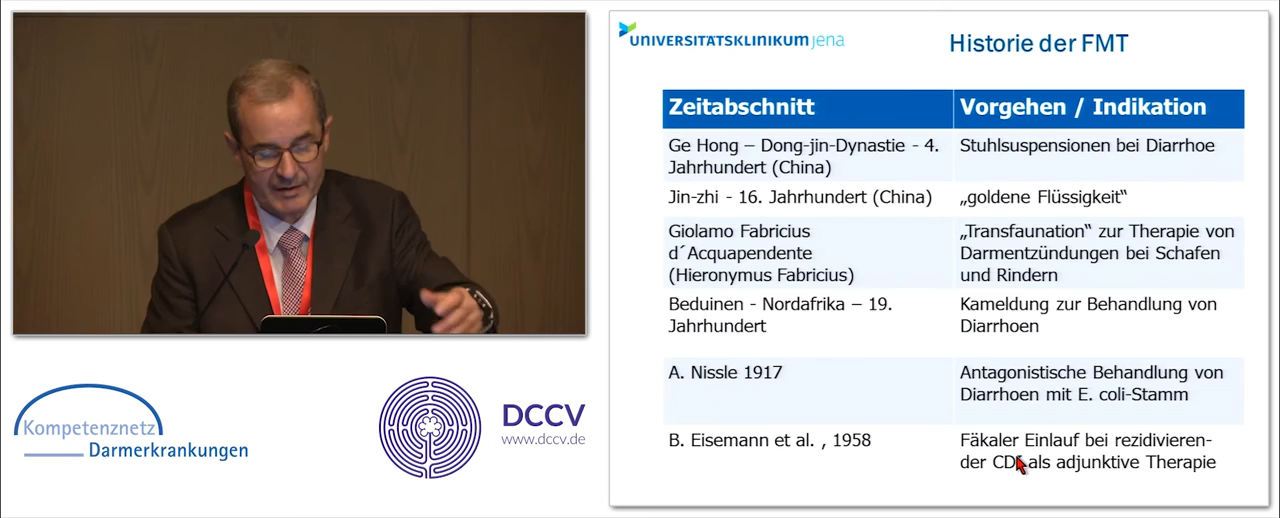 UNIVERSITÄTSKLINIKUM jena
Historie der FMT
Zeitabschnitt
Vorgehen / Indikation
Ge Hong – Dong-jin-Dynastie - 4.
Jahrhundert (China)
Stuhlsuspensionen bei Diarrhoe
Jin-zhi - 16. Jahrhundert (China)
„goldene Flüssigkeit“
Giolamo Fabricius
d´Acquapendente
(Hieronymus Fabricius)
„Transfaunation“ zur Therapie von
Darmentzündungen bei Schafen
und Rindern
Beduinen - Nordafrika – 19.
Jahrhundert
Kameldung zur Behandlung von
Diarrhoen
A. Nissle 1917
Antagonistische Behandlung von
Diarrhoen mit E. coli-Stamm
B. Eisemann et al. , 1958
Fäkaler Einlauf bei rezidivieren-
der CDI als adjunktive Therapie
Kompetenznetz
Darmerkrankungen
DCCV
www.dccv.de